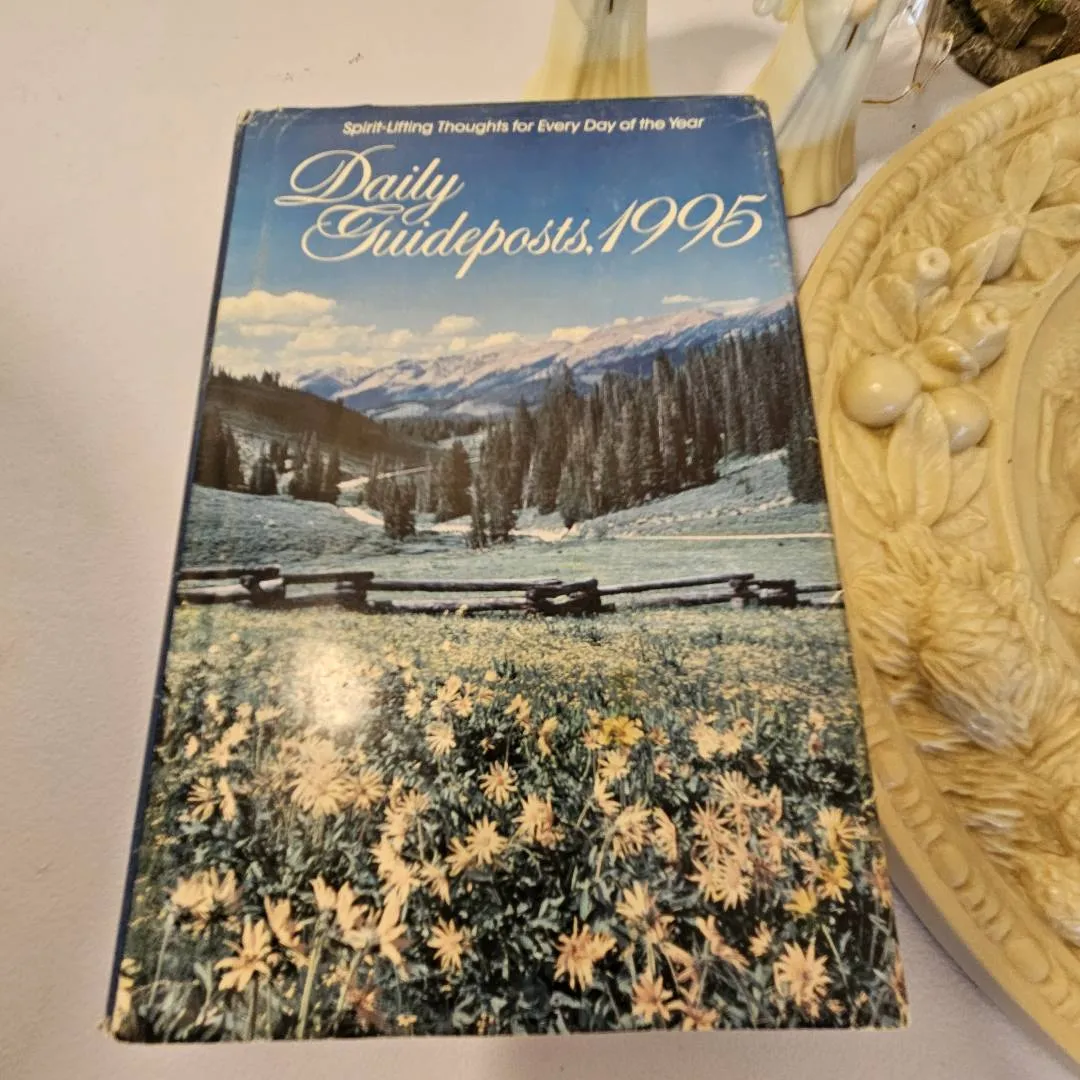 Spirit-Lifting Thoughts for Every Day of the Year
Daily
Guideposts, 1995